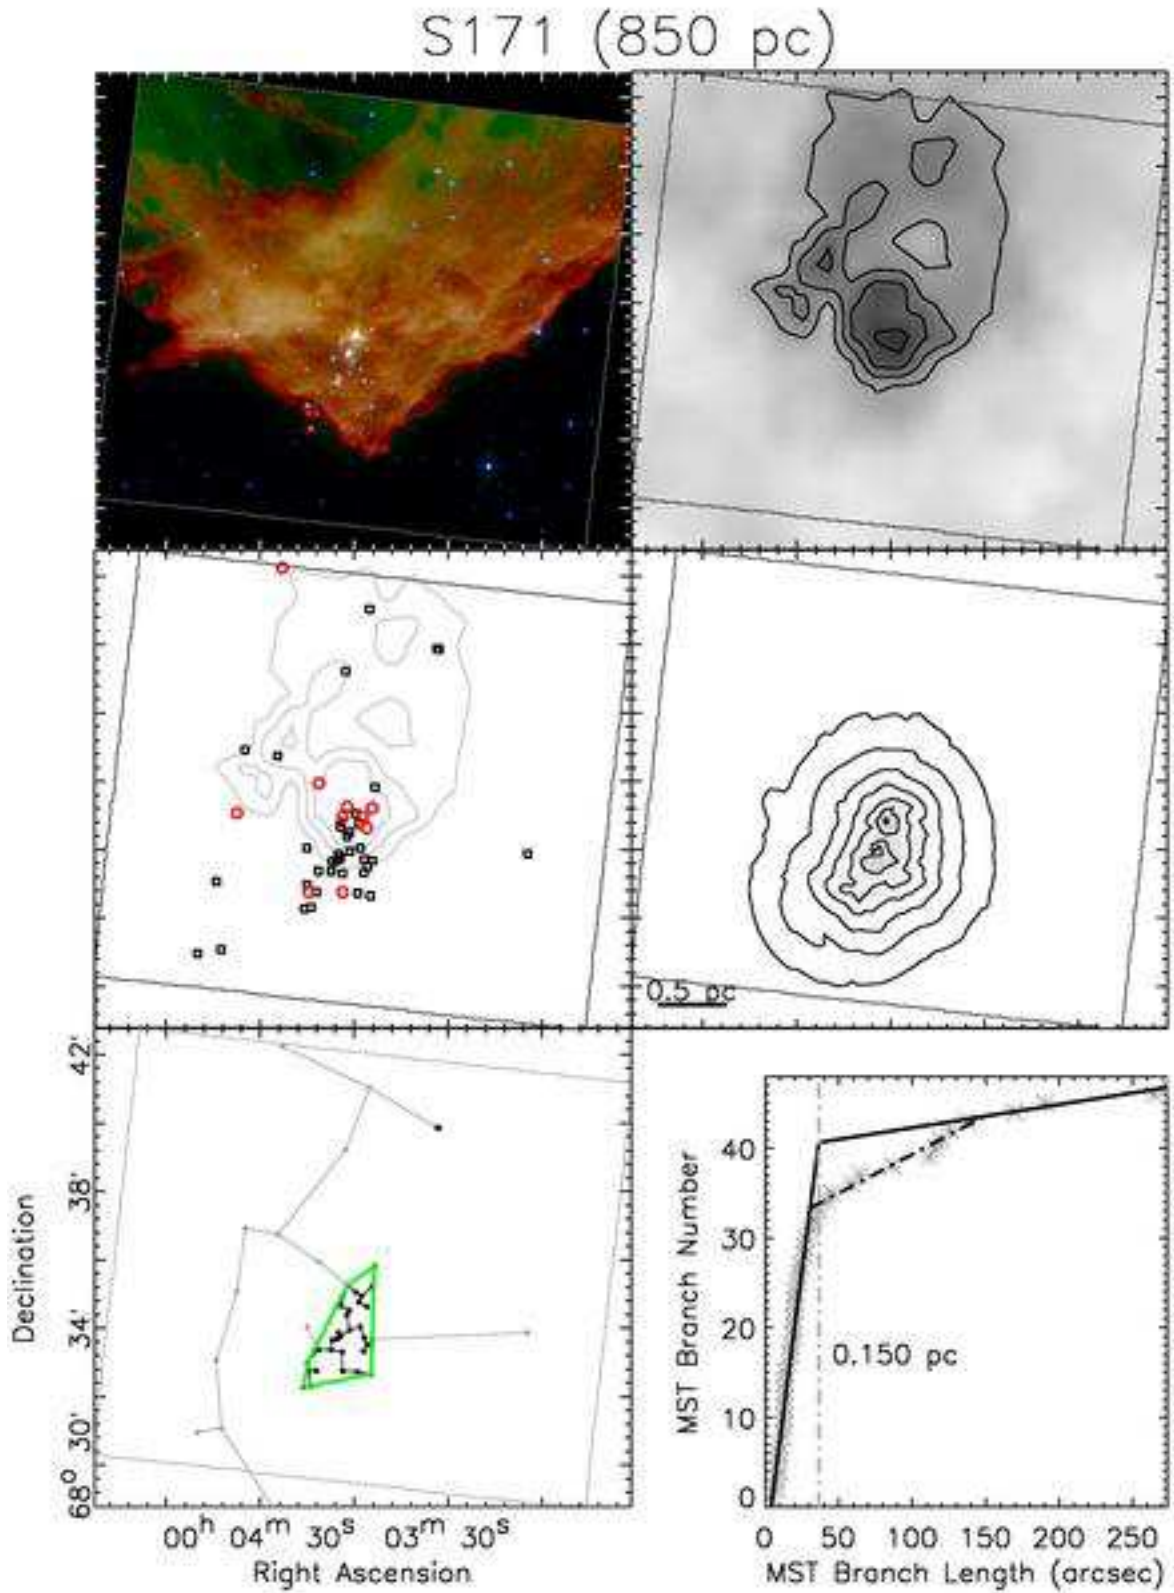 S171 (850 pc)
0.5 pc
42'
38'
34'
30'
68°
Declination
00h 04m 30s 03m 30s
Right Ascension
40
30
20
10
0
MST Branch Number
0.150 pc
0 50 100 150 200 250
MST Branch Length (arcsec)